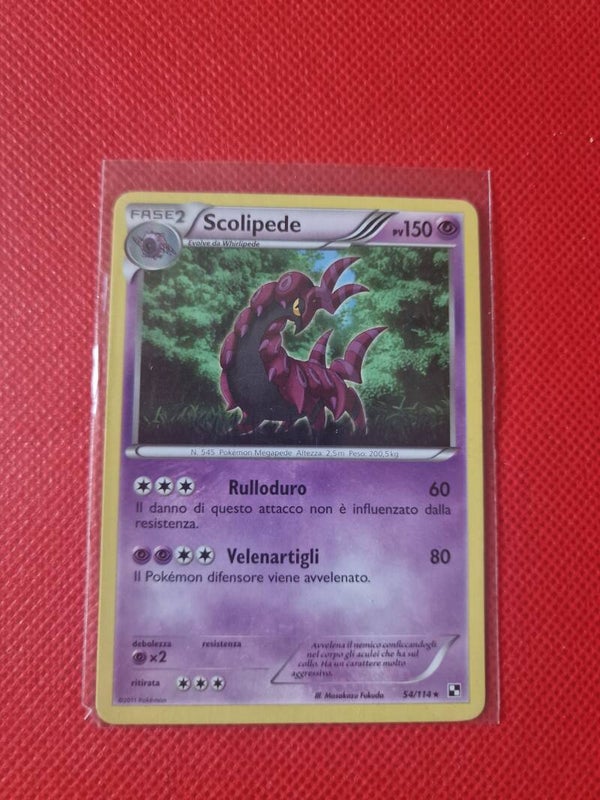 FASE2
Scolipede
PV150
Evolve da Whirlipede
N. 545 Pokémon Megapede Altezza: 2,5m Peso: 200,5kg
Rulloduro 60
Il danno di questo attacco non è influenzato dalla
resistenza.
Velenartigli 80
Il Pokémon difensore viene avvelenato.
debolezza resistenza
x2
Avvelena il nemico conficcandogli
nel corpo gli aculei che ha sul
collo. Ha un carattere molto
aggressivo.
ritirata
©2011 Pokémon
Ill. Masakazu Fukuda
54/114 ★